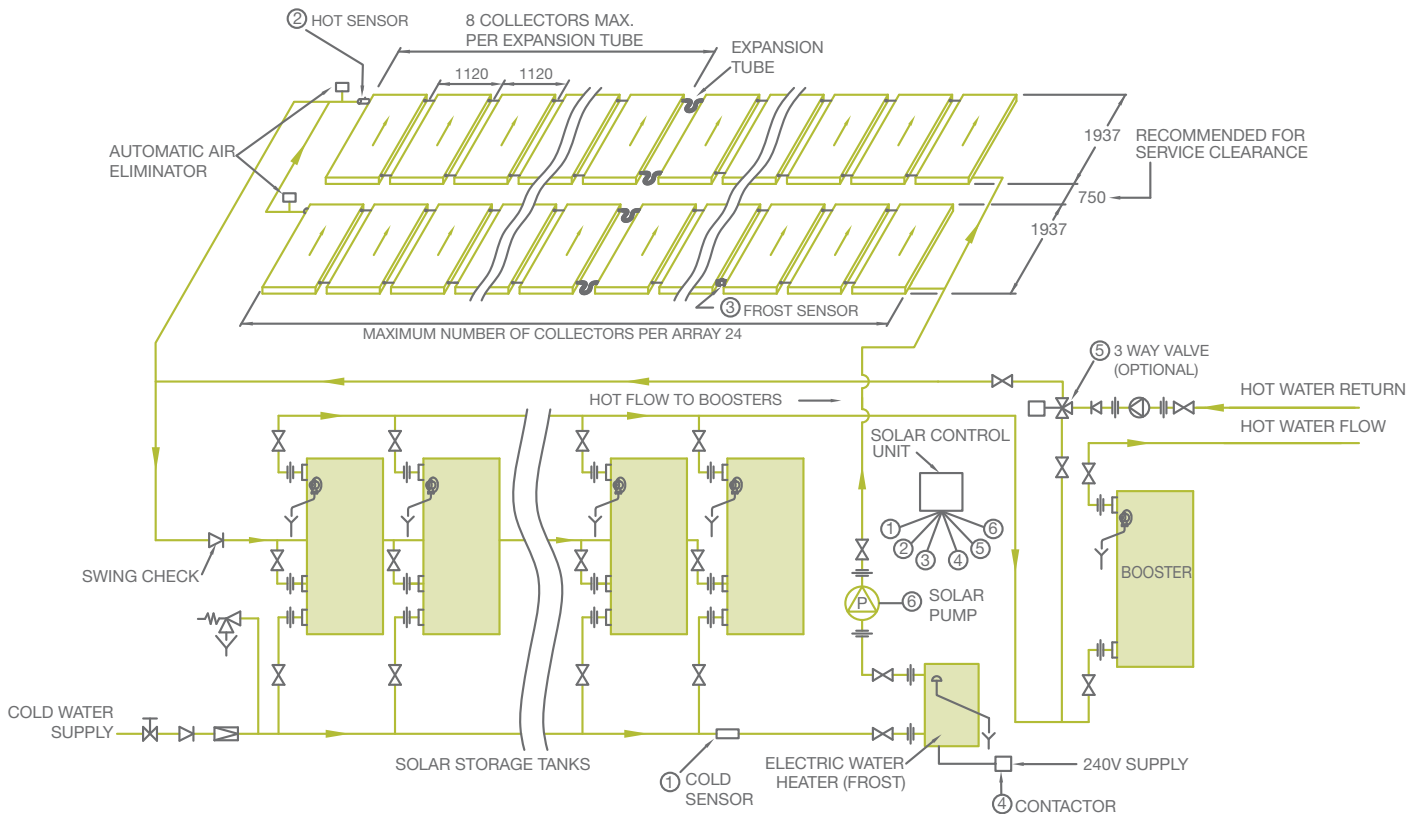 ② HOT SENSOR
8 COLLECTORS MAX.
PER EXPANSION TUBE
EXPANSION
TUBE
1120
1120
1937
RECOMMENDED FOR
SERVICE CLEARANCE
AUTOMATIC AIR
ELIMINATOR
750
1937
③ FROST SENSOR
MAXIMUM NUMBER OF COLLECTORS PER ARRAY 24
⑤ 3 WAY VALVE
(OPTIONAL)
HOT WATER RETURN
HOT FLOW TO BOOSTERS
HOT WATER FLOW
SOLAR CONTROL
UNIT
①
②
③
④
⑤
⑥
SWING CHECK
BOOSTER
P
⑥ SOLAR
PUMP
COLD WATER
SUPPLY
SOLAR STORAGE TANKS
① COLD
SENSOR
ELECTRIC WATER
HEATER (FROST)
240V SUPPLY
④ CONTACTOR